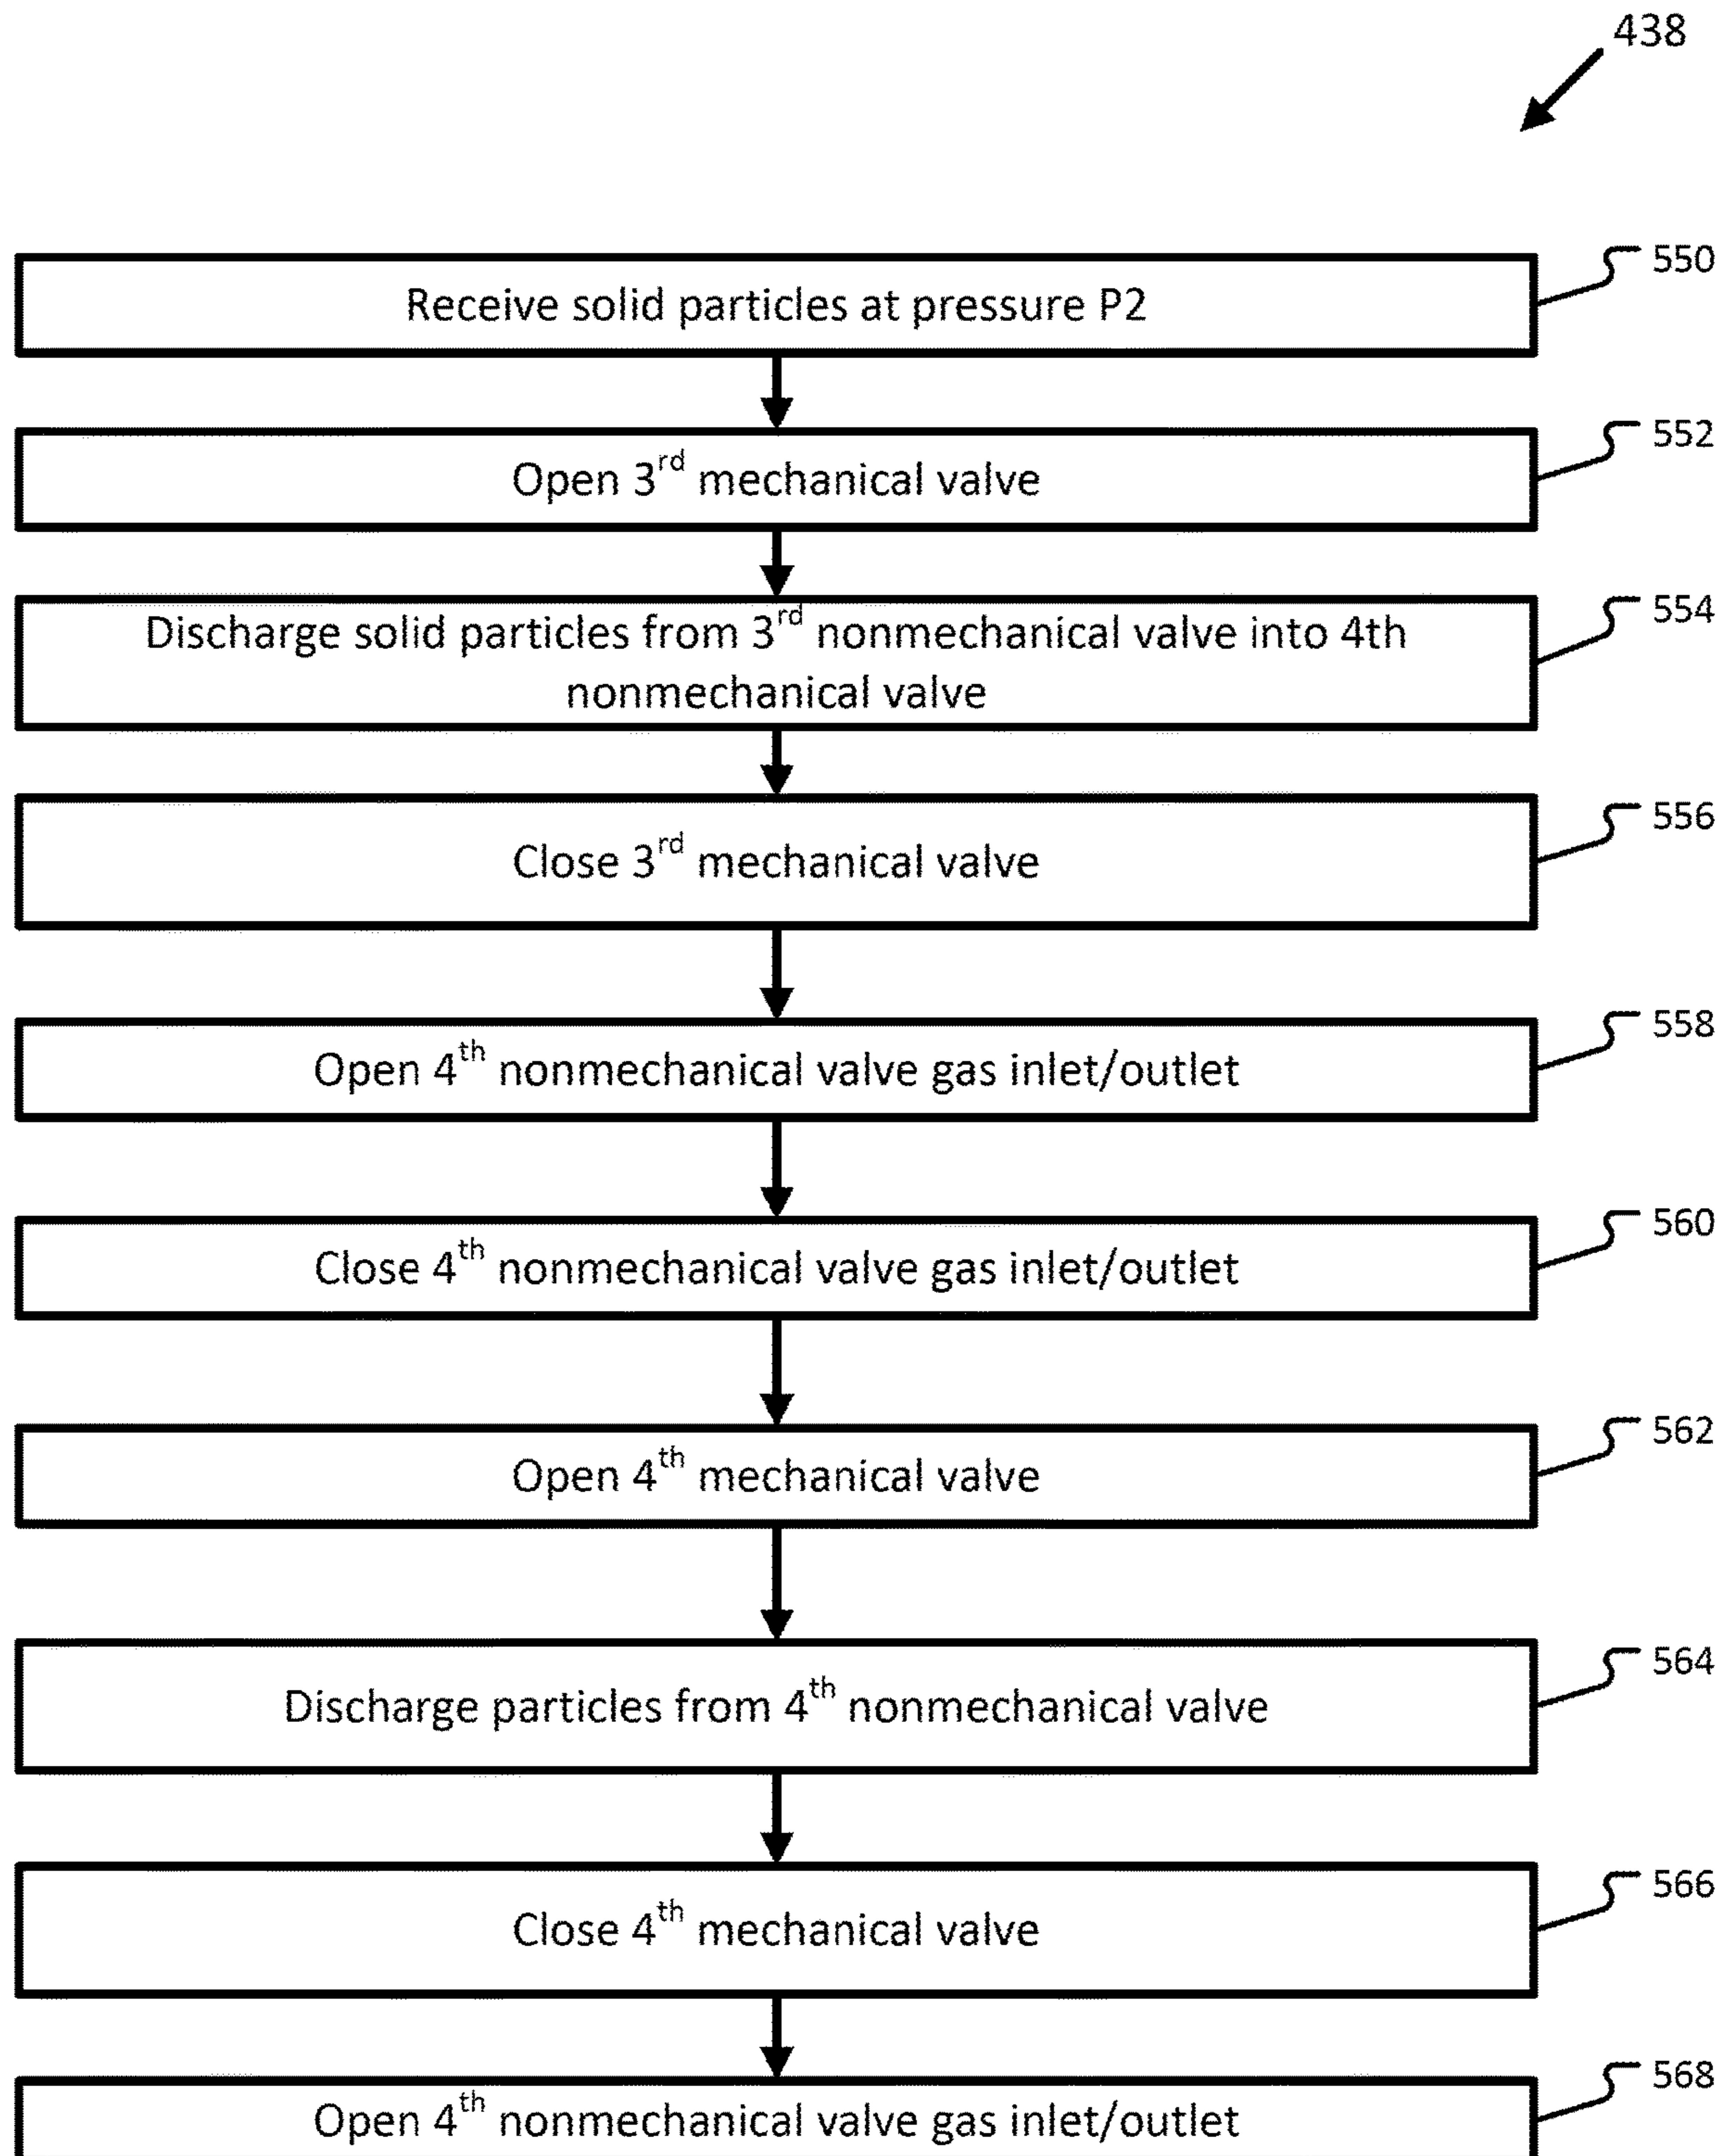 438
Receive solid particles at pressure P2
550
Open 3rd mechanical valve
552
Discharge solid particles from 3rd nonmechanical valve into 4th
nonmechanical valve
554
Close 3rd mechanical valve
556
Open 4th nonmechanical valve gas inlet/outlet
558
Close 4th nonmechanical valve gas inlet/outlet
560
Open 4th mechanical valve
562
Discharge particles from 4th nonmechanical valve
564
Close 4th mechanical valve
566
Open 4th nonmechanical valve gas inlet/outlet
568